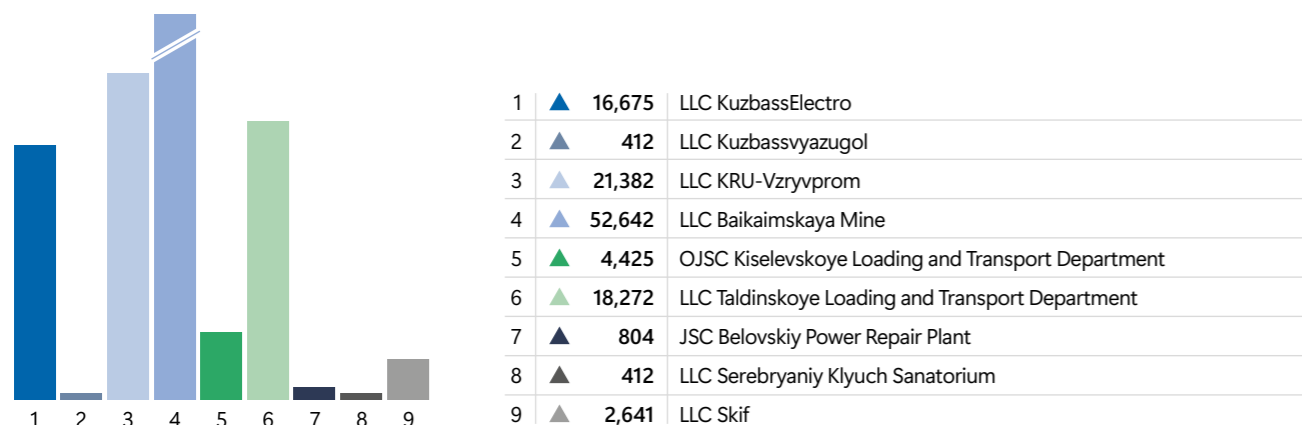 1 16,675 LLC KuzbassElectro
2 412 LLC Kuzbassvyazugol
3 21,382 LLC KRU-Vzryvprom
4 52,642 LLC Baikaimskaya Mine
5 4,425 OJSC Kiselevskoye Loading and Transport Department
6 18,272 LLC Taldinskoye Loading and Transport Department
7 804 JSC Belovskiy Power Repair Plant
8 412 LLC Serebryaniy Klyuch Sanatorium
9 2,641 LLC Skif
1 2 3 4 5 6 7 8 9